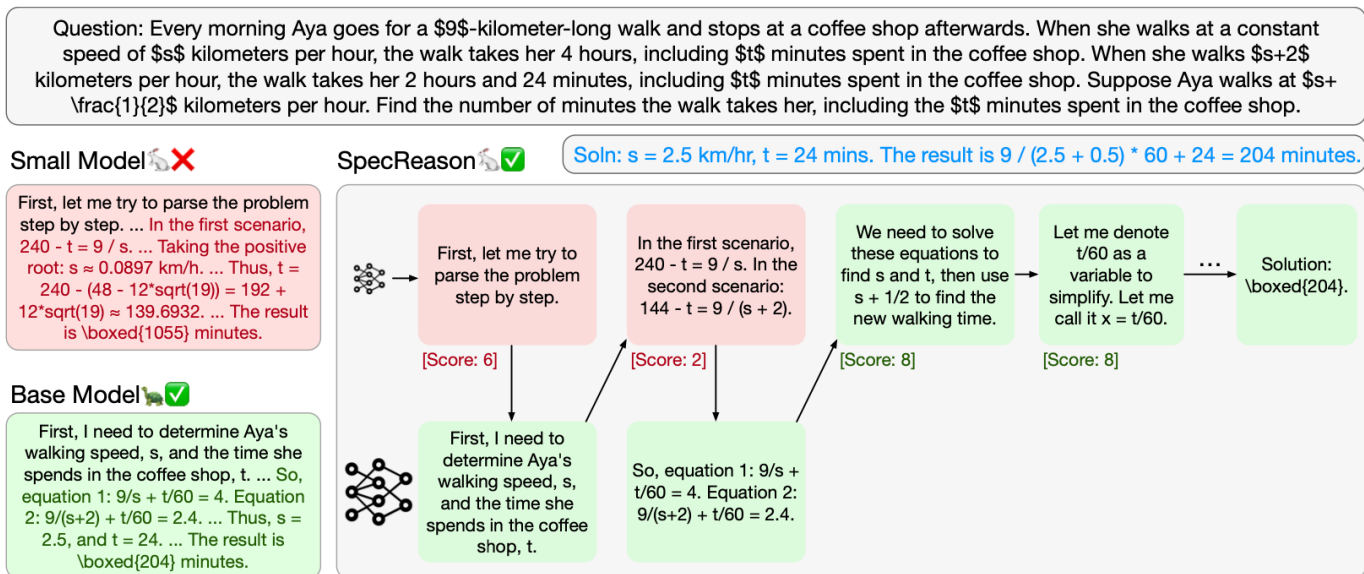 Question: Every morning Aya goes for a $9$-kilometer-long walk and stops at a coffee shop afterwards. When she walks at a constant
speed of $s$ kilometers per hour, the walk takes her 4 hours, including $t$ minutes spent in the coffee shop. When she walks $s+2$
kilometers per hour, the walk takes her 2 hours and 24 minutes, including $t$ minutes spent in the coffee shop. Suppose Aya walks at $s+
\frac{1}{2}$ kilometers per hour. Find the number of minutes the walk takes her, including the $t$ minutes spent in the coffee shop.
Small Model🐇❌
First, let me try to parse the problem
step by step. ... In the first scenario,
240 - t = 9 / s. ... Taking the positive
root: s ≈ 0.0897 km/h. ... Thus, t =
240 - (48 - 12*sqrt(19)) = 192 +
12*sqrt(19) ≈ 139.6932. ... The result
is \boxed{1055} minutes.
Base Model🐢✅
First, I need to determine Aya's
walking speed, s, and the time she
spends in the coffee shop, t. ... So,
equation 1: 9/s + t/60 = 4. Equation
2: 9/(s+2) + t/60 = 2.4. ... Thus, s =
2.5, and t = 24. ... The result is
\boxed{204} minutes.
SpecReason🐇✅
Soln: s = 2.5 km/hr, t = 24 mins. The result is 9 / (2.5 + 0.5) * 60 + 24 = 204 minutes.
First, let me try to
parse the problem
step by step.
[Score: 6]
First, I need to
determine Aya's
walking speed, s,
and the time she
spends in the coffee
shop, t.
In the first scenario,
240 - t = 9 / s. In the
second scenario:
144 - t = 9 / (s + 2).
[Score: 2]
So, equation 1: 9/s +
t/60 = 4. Equation 2:
9/(s+2) + t/60 = 2.4.
We need to solve
these equations to
find s and t, then use
s + 1/2 to find the
new walking time.
[Score: 8]
Let me denote
t/60 as a
variable to
simplify. Let me
call it x = t/60.
[Score: 8]
...
Solution:
\boxed{204}.